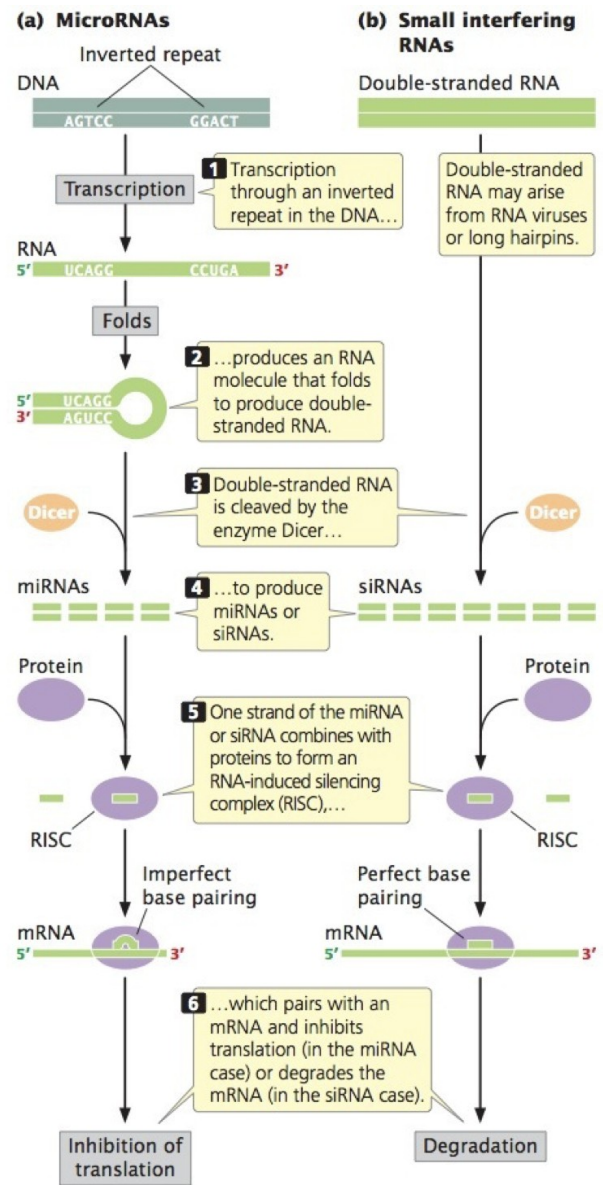 (a) MicroRNAs
Inverted repeat
DNA
AGTCC GGACT
1 Transcription
through an inverted
repeat in the DNA…
Transcription
RNA
5′ UCAGG CCUGA 3′
Folds
2 …produces an RNA
molecule that folds
to produce double-
stranded RNA.
5′ UCAGG
3′ AGUCC
3 Double-stranded RNA
is cleaved by the
enzyme Dicer…
Dicer
miRNAs
4 …to produce
miRNAs or
siRNAs.
Protein
5 One strand of the miRNA
or siRNA combines with
proteins to form an
RNA-induced silencing
complex (RISC),…
RISC
Imperfect
base pairing
mRNA
5′ 3′
6 …which pairs with an
mRNA and inhibits
translation (in the miRNA
case) or degrades the
mRNA (in the siRNA case).
Inhibition of
translation
(b) Small interfering
RNAs
Double-stranded RNA
Double-stranded
RNA may arise
from RNA viruses
or long hairpins.
Dicer
siRNAs
Protein
RISC
Perfect base
pairing
mRNA
5′ 3′
Degradation